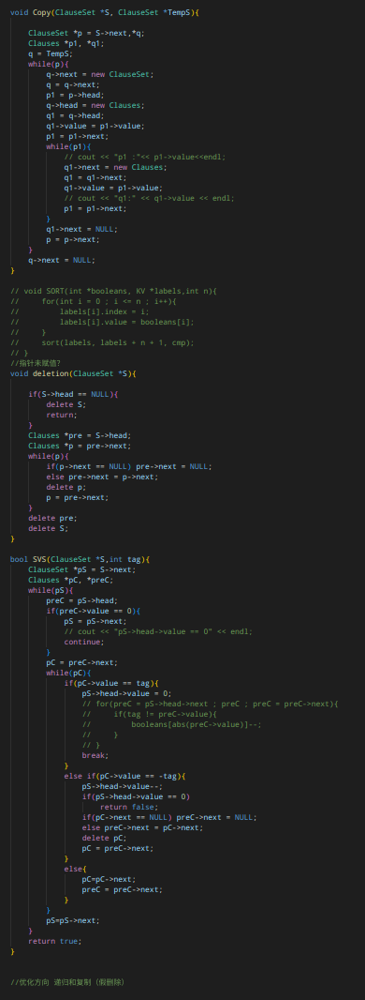 void Copy(ClauseSet *S, ClauseSet *TempS){
ClauseSet *p = S->next,*q;
Clauses *p1, *q1;
q = TempS;
while(p){
q->next = new ClauseSet;
q = q->next;
p1 = p->head;
q->head = new Clauses;
q1 = q->head;
q1->value = p1->value;
p1 = p1->next;
while(p1){
// cout << "p1 :"<< p1->value<<endl;
q1->next = new Clauses;
q1 = q1->next;
q1->value = p1->value;
// cout << "q1:" << q1->value << endl;
p1 = p1->next;
}
q1->next = NULL;
p = p->next;
}
q->next = NULL;
}
// void SORT(int *booleans, KV *labels,int n){
// for(int i = 0 ; i <= n ; i++){
// labels[i].index = i;
// labels[i].value = booleans[i];
// }
// sort(labels, labels + n + 1, cmp);
// }
//指针未赋值?
void deletion(ClauseSet *S){
if(S->head == NULL){
delete S;
return;
}
Clauses *pre = S->head;
Clauses *p = pre->next;
while(p){
if(p->next == NULL) pre->next = NULL;
else pre->next = p->next;
delete p;
p = pre->next;
}
delete pre;
delete S;
}
bool SVS(ClauseSet *S,int tag){
ClauseSet *pS = S->next;
Clauses *pC, *preC;
while(pS){
preC = pS->head;
if(preC->value == 0){
pS = pS->next;
// cout << "pS->head->value == 0" << endl;
continue;
}
pC = preC->next;
while(pC){
if(pC->value == tag){
pS->head->value = 0;
// for(preC = pS->head->next ; preC ; preC = preC->next){
// if(tag != preC->value){
// booleans[abs(preC->value)]--;
// }
// }
break;
}
else if(pC->value == -tag){
pS->head->value--;
if(pS->head->value == 0)
return false;
if(pC->next == NULL) preC->next = NULL;
else preC->next = pC->next;
delete pC;
pC = preC->next;
}
else{
pC=pC->next;
preC = preC->next;
}
}
pS=pS->next;
}
return true;
}
//优化方向 递归和复制（假删除）